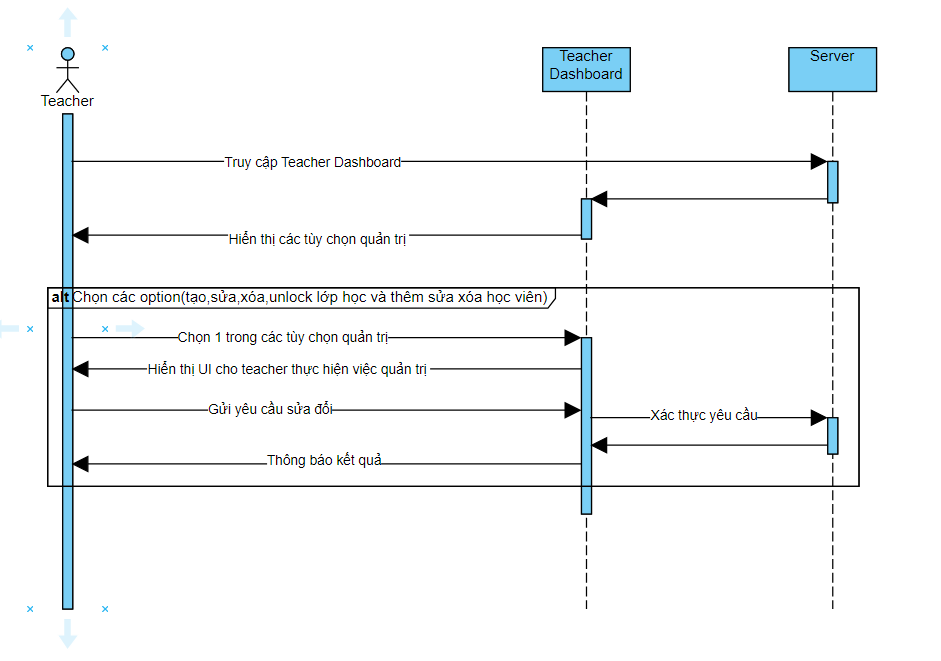 Teacher
Teacher
Dashboard
Server
Truy cập Teacher Dashboard
Hiển thị các tùy chọn quản trị
alt Chọn các option(tạo,sửa,xóa,unlock lớp học và thêm sửa xóa học viên)
Chọn 1 trong các tùy chọn quản trị
Hiển thị UI cho teacher thực hiện việc quản trị
Gửi yêu cầu sửa đổi
Xác thực yêu cầu
Thông báo kết quả